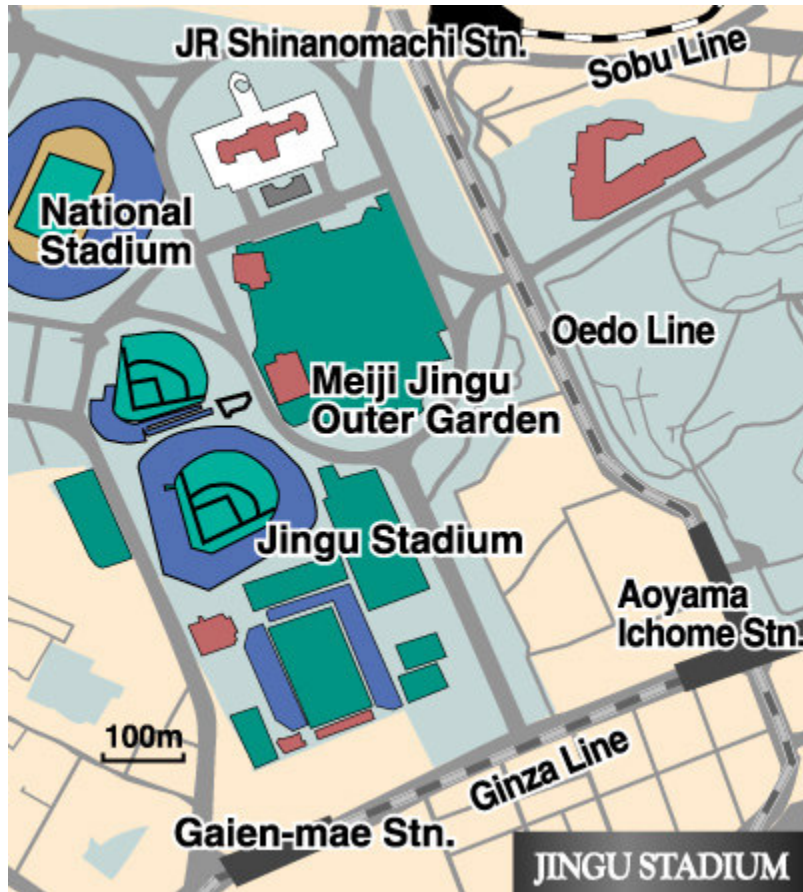 JR Shinanomachi Stn.
Sobu Line
National
Stadium
Oedo Line
Meiji Jingu
Outer Garden
Jingu Stadium
Aoyama
Ichome Stn.
100m
Ginza Line
Gaien-mae Stn.
JINGU STADIUM